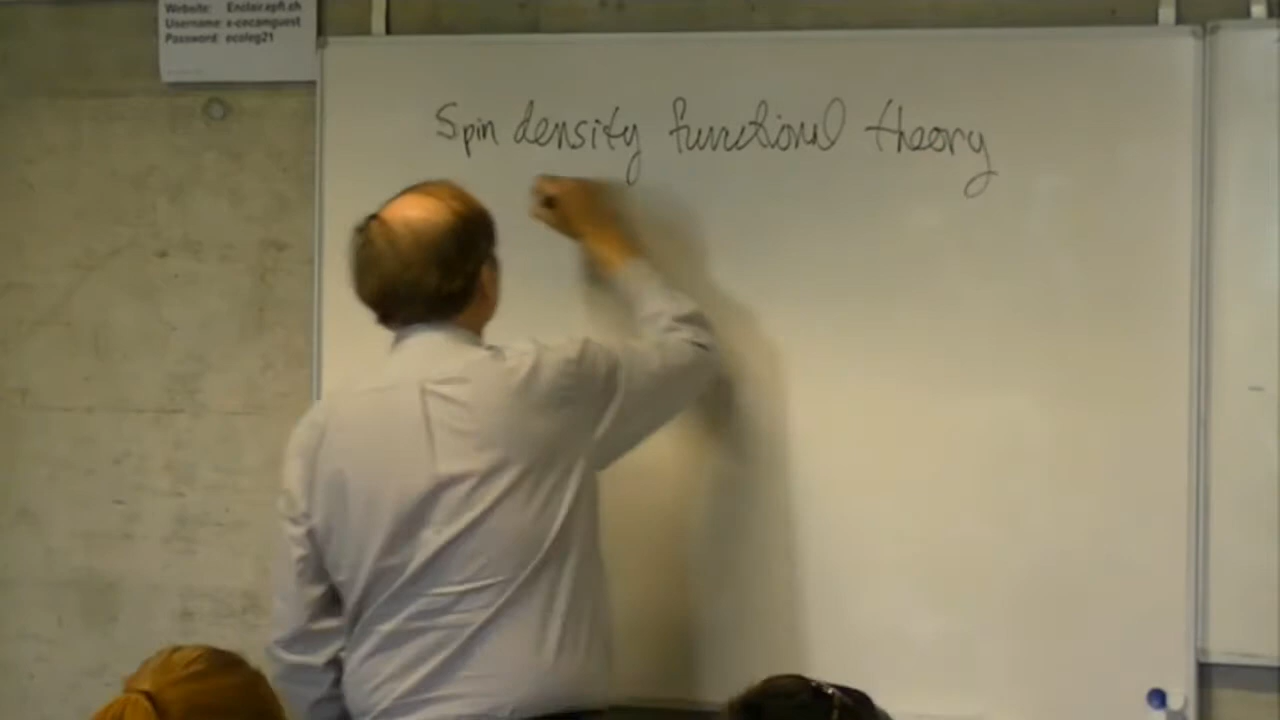 Website: Enclair.epfl.ch
Username: e-cecamguest
Password: ecoleg21
Spin density functional theory